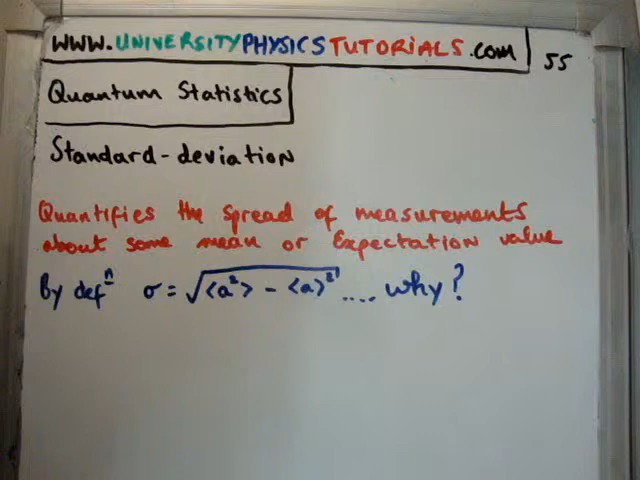 WWW.UNIVERSITYPHYSICSTUTORIALS.com 55
Quantum Statistics
Standard-deviation
Quantifies the spread of measurements
about some mean or Expectation value
By defⁿ σ = √<a²> - <a>² .... why?